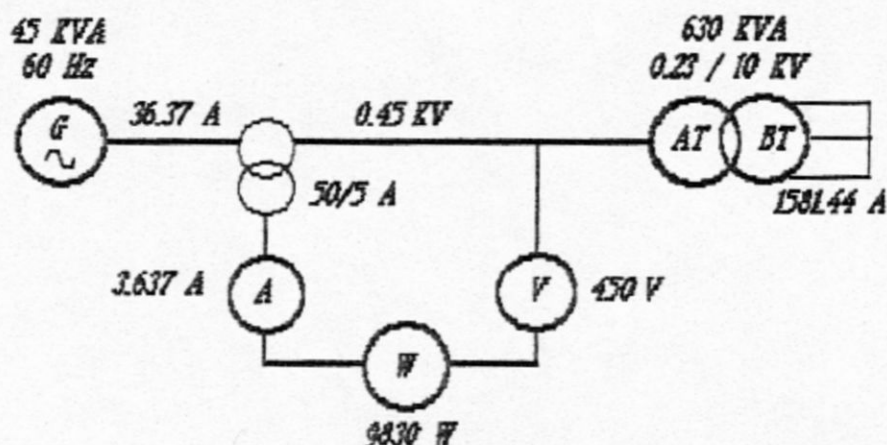 45 KVA
60 Hz
G
36.37 A
0.45 KV
630 KVA
0.23 / 10 KV
AT
BT
1581.44 A
50/5 A
3.637 A
A
V
450 V
W
9830 W